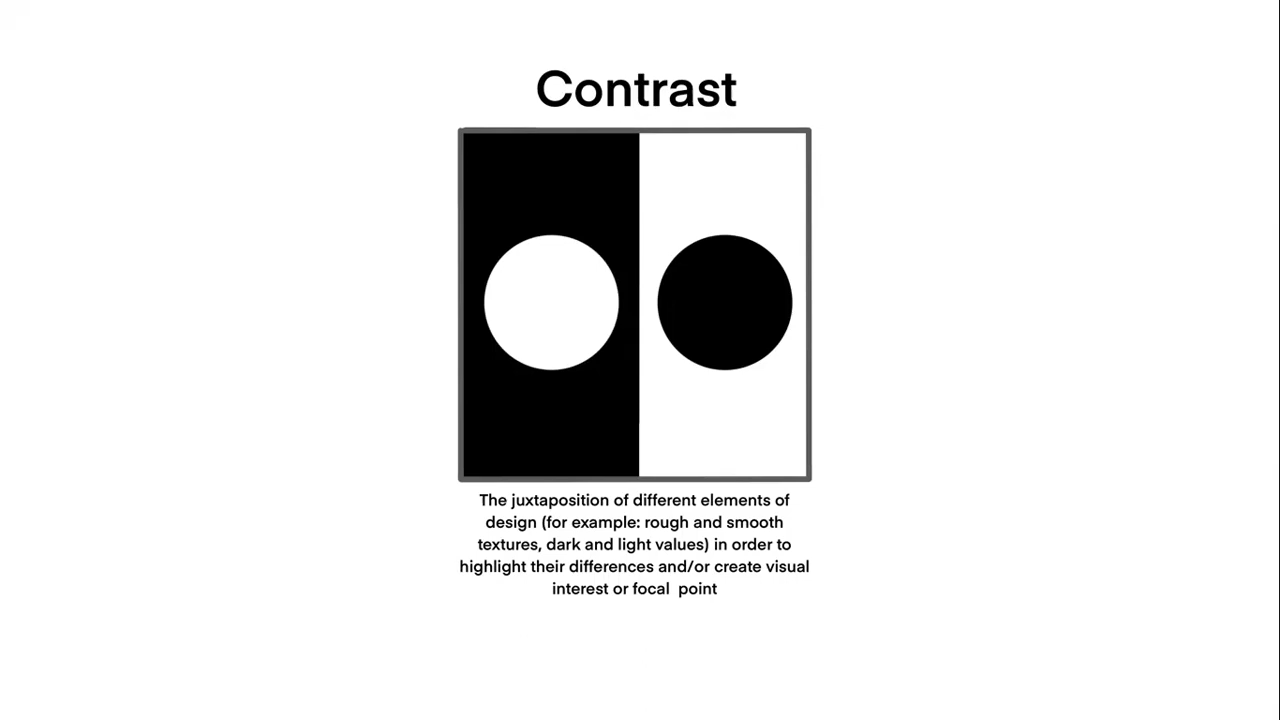 Contrast
The juxtaposition of different elements of
design (for example: rough and smooth
textures, dark and light values) in order to
highlight their differences and/or create visual
interest or focal  point